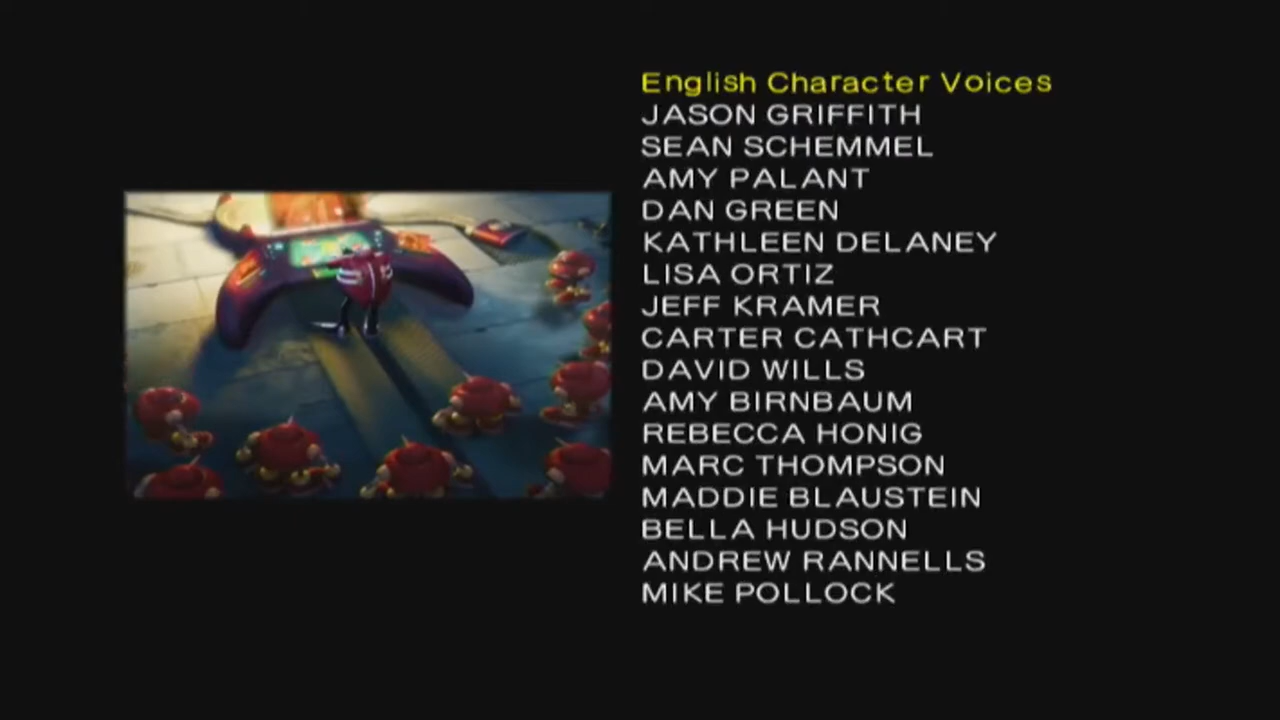 English Character Voices
JASON GRIFFITH
SEAN SCHEMMEL
AMY PALANT
DAN GREEN
KATHLEEN DELANEY
LISA ORTIZ
JEFF KRAMER
CARTER CATHCART
DAVID WILLS
AMY BIRNBAUM
REBECCA HONIG
MARC THOMPSON
MADDIE BLAUSTEIN
BELLA HUDSON
ANDREW RANNELLS
MIKE POLLOCK